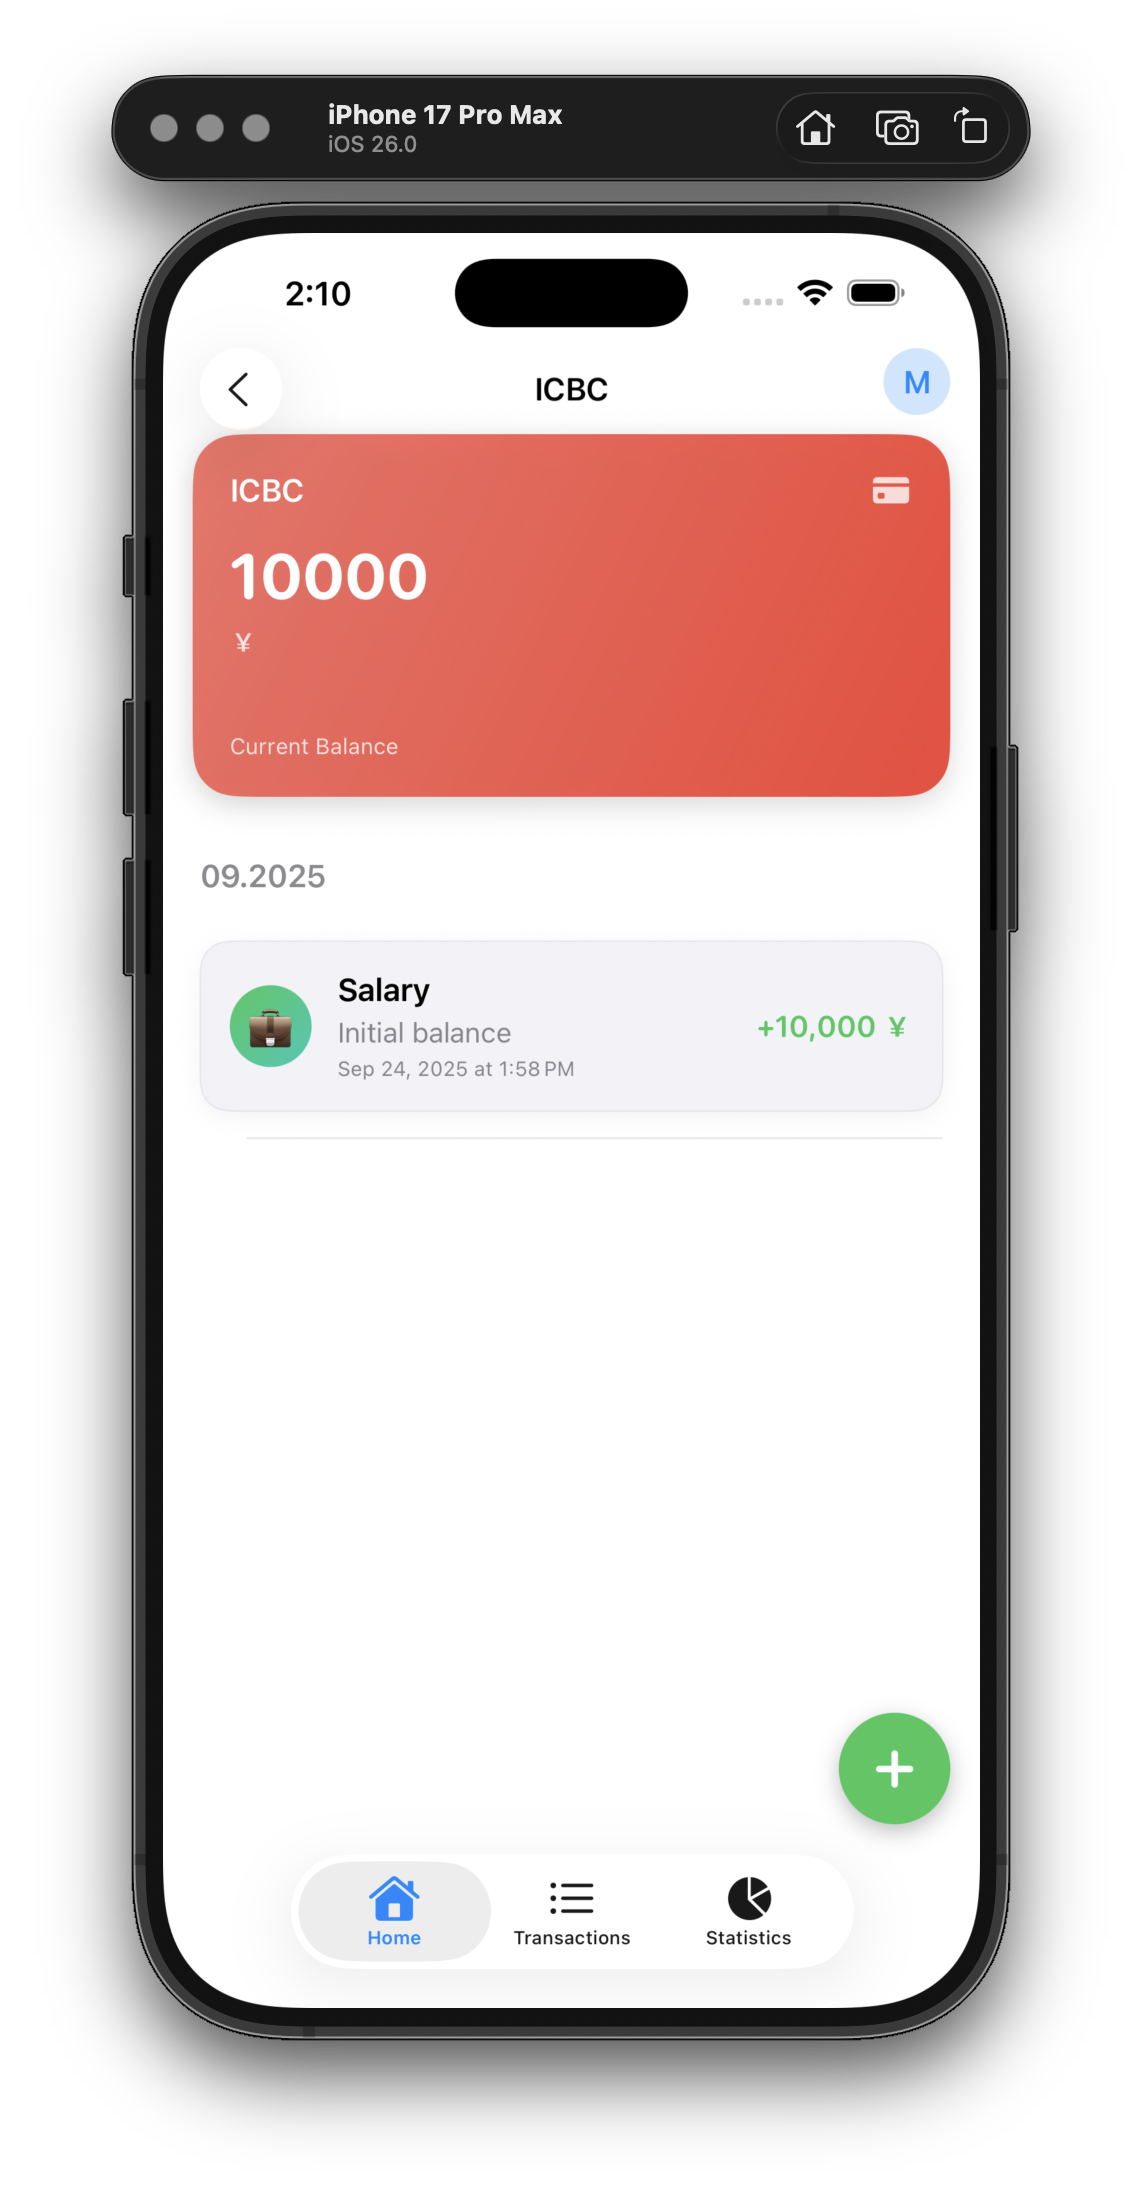 iPhone 17 Pro Max
iOS 26.0
2:10
ICBC
M
ICBC
10000
¥
Current Balance
09.2025
Salary
Initial balance
+10,000 ¥
Sep 24, 2025 at 1:58 PM
Home
Transactions
Statistics